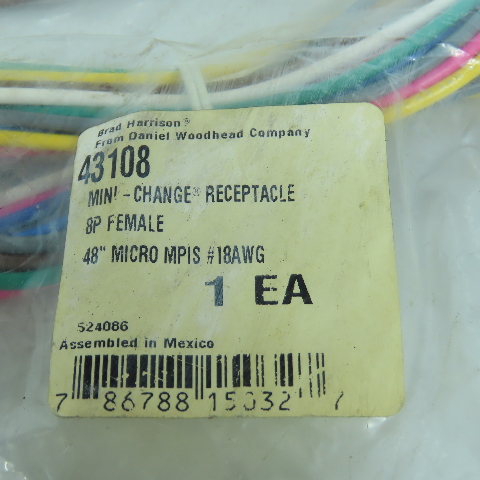 Brad Harrison®
From Daniel Woodhead Company
43108
MINI-CHANGE® RECEPTACLE
8P FEMALE
48" MICRO MPIS #18AWG
1 EA
524086
Assembled in Mexico
7 86788 15032 7